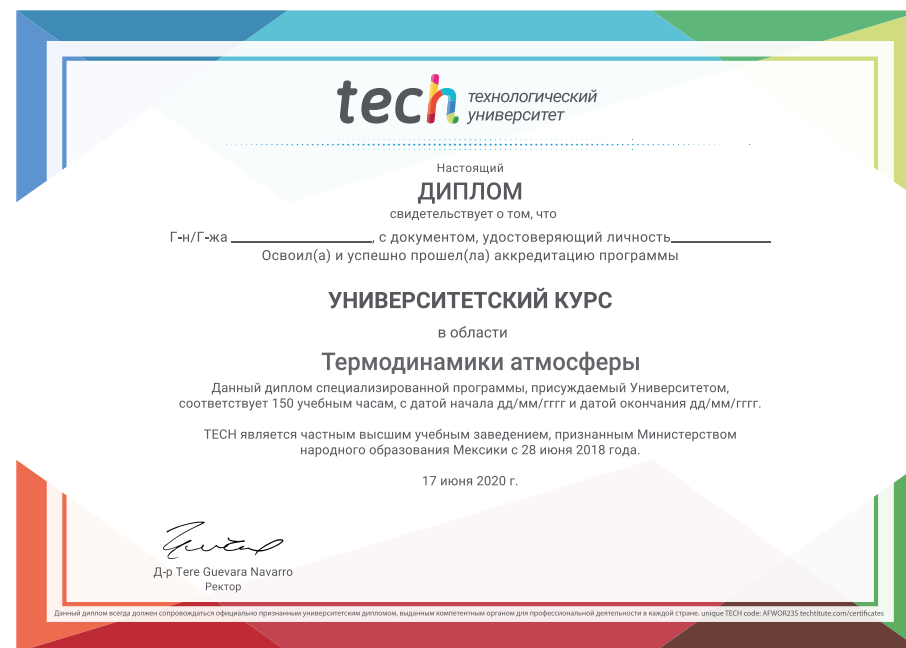 tech технологический
университет
Настоящий
ДИПЛОМ
свидетельствует о том, что
Г-н/Г-жа , с документом, удостоверяющий личность
Освоил(а) и успешно прошел(ла) аккредитацию программы
УНИВЕРСИТЕТСКИЙ КУРС
в области
Термодинамики атмосферы
Данный диплом специализированной программы, присуждаемый Университетом,
соответствует 150 учебным часам, с датой начала дд/мм/гггг и датой окончания дд/мм/гггг.
TECH является частным высшим учебным заведением, признанным Министерством
народного образования Мексики с 28 июня 2018 года.
17 июня 2020 г.
Д-р Tere Guevara Navarro
Ректор
Данный диплом всегда должен сопровождаться официально признанным университетским дипломом, выданным компетентным органом для профессиональной деятельности в каждой стране. unique TECH code: AFWOR23S techtitute.com/certificates